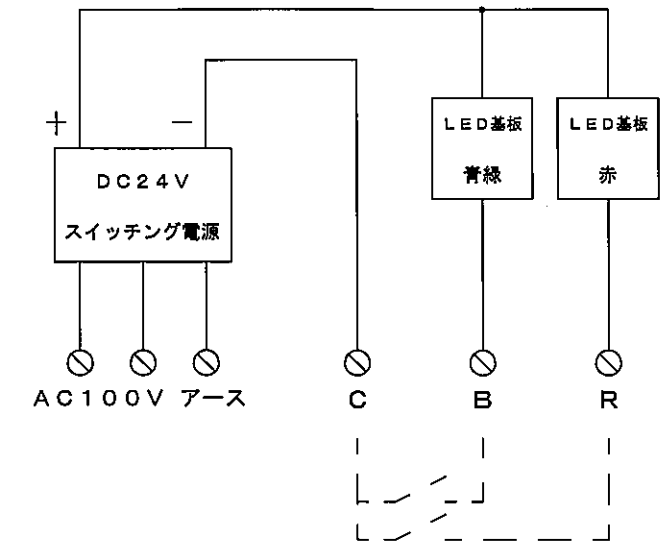 + −
LED基板 LED基板
青緑 赤
DC24V
スイッチング電源
AC100V アース C B R